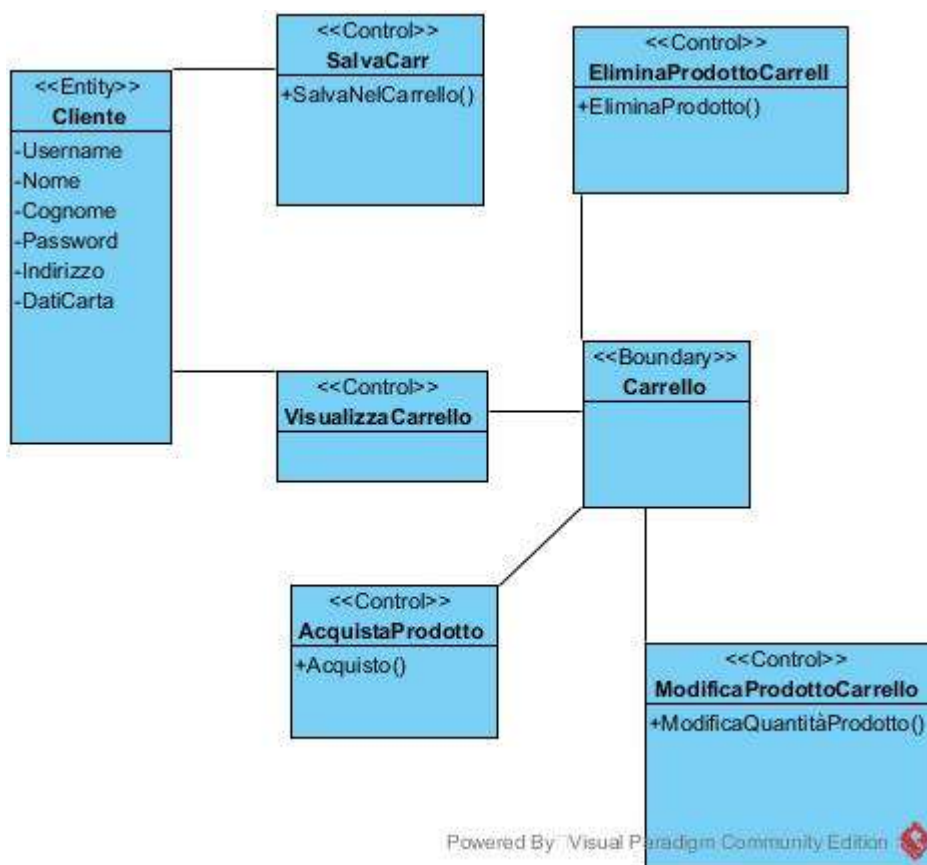 <<Entity>>
Cliente
-Username
-Nome
-Cognome
-Password
-Indirizzo
-DatiCarta
<<Control>>
SalvaCarr
+SalvaNelCarrello()
<<Control>>
EliminaProdottoCarrell
+EliminaProdotto()
<<Control>>
VisualizzaCarrello
<<Boundary>>
Carrello
<<Control>>
AcquistaProdotto
+Acquisto()
<<Control>>
ModificaProdottoCarrello
+ModificaQuantitàProdotto()
Powered By Visual Paradigm Community Edition